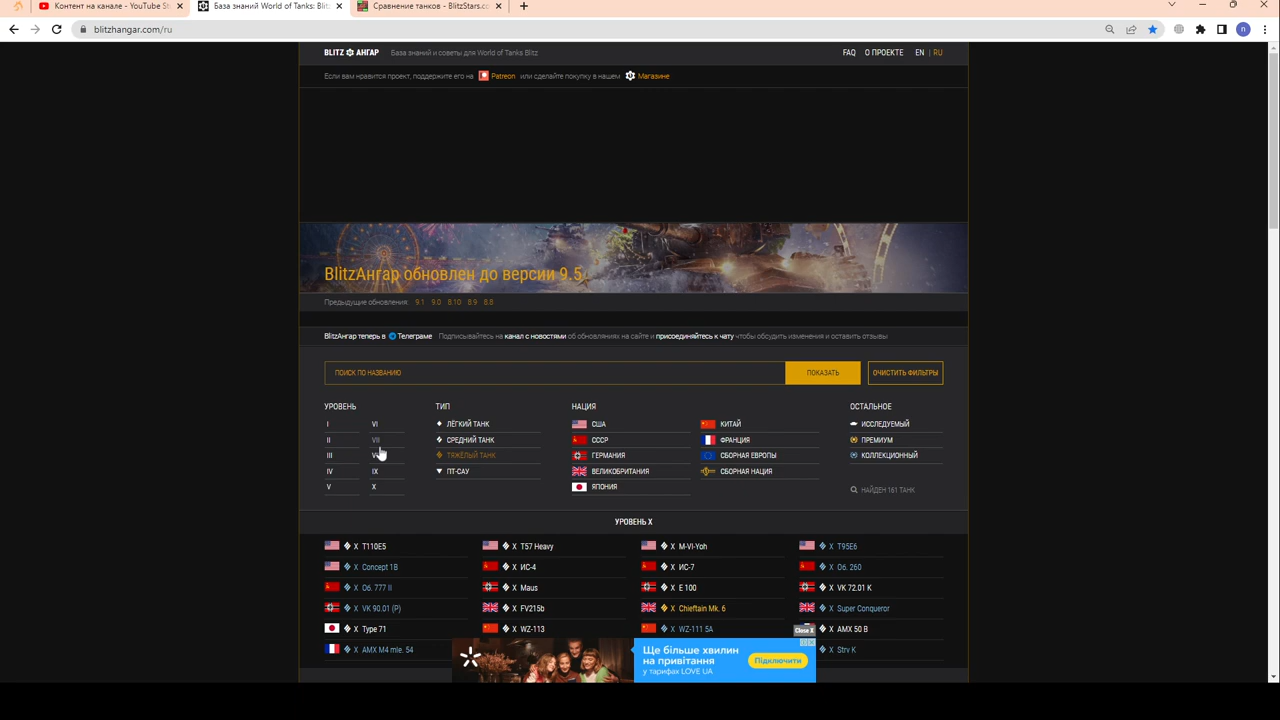 Контент на канале - YouTube St
База знаний World of Tanks: Blitz
Сравнение танков - BlitzStars.co
blitzhangar.com/ru
n
BLITZ АНГАР База знаний и советы для World of Tanks Blitz FAQ О ПРОЕКТЕ EN | RU
Если вам нравится проект, поддержите его на Patreon или сделайте покупку в нашем Магазине
BlitzАнгар обновлен до версии 9.5
Предыдущие обновления: 9.1 9.0 8.10 8.9 8.8
BlitzАнгар теперь в Телеграме Подписывайтесь на канал с новостями об обновлениях на сайте и присоединяйтесь к чату чтобы обсудить изменения и оставить отзывы
ПОИСК ПО НАЗВАНИЮ ПОКАЗАТЬ ОЧИСТИТЬ ФИЛЬТРЫ
УРОВЕНЬ ТИП НАЦИЯ ОСТАЛЬНОЕ
I VI ЛЁГКИЙ ТАНК США КИТАЙ ИССЛЕДУЕМЫЙ
II VII СРЕДНИЙ ТАНК СССР ФРАНЦИЯ ПРЕМИУМ
III ТЯЖЁЛЫЙ ТАНК ГЕРМАНИЯ СБОРНАЯ ЕВРОПЫ КОЛЛЕКЦИОННЫЙ
IV IX ПТ-САУ ВЕЛИКОБРИТАНИЯ СБОРНАЯ НАЦИЯ
V X ЯПОНИЯ НАЙДЕН 161 ТАНК
УРОВЕНЬ X
X T110E5 X T57 Heavy X M-VI-Yoh X T95E6
X Concept 1B X ИС-4 X ИС-7 X Об. 260
X Об. 777 II X Maus X E 100 X VK 72.01 K
X VK 90.01 (P) X FV215b X Chieftain Mk. 6 X Super Conqueror
X Type 71 X WZ-113 X WZ-111 5A X AMX 50 B
Close X
X AMX M4 mle. 54 Strv K
Ще більше хвилин
на привітання
у тарифах LOVE UA
Підключити